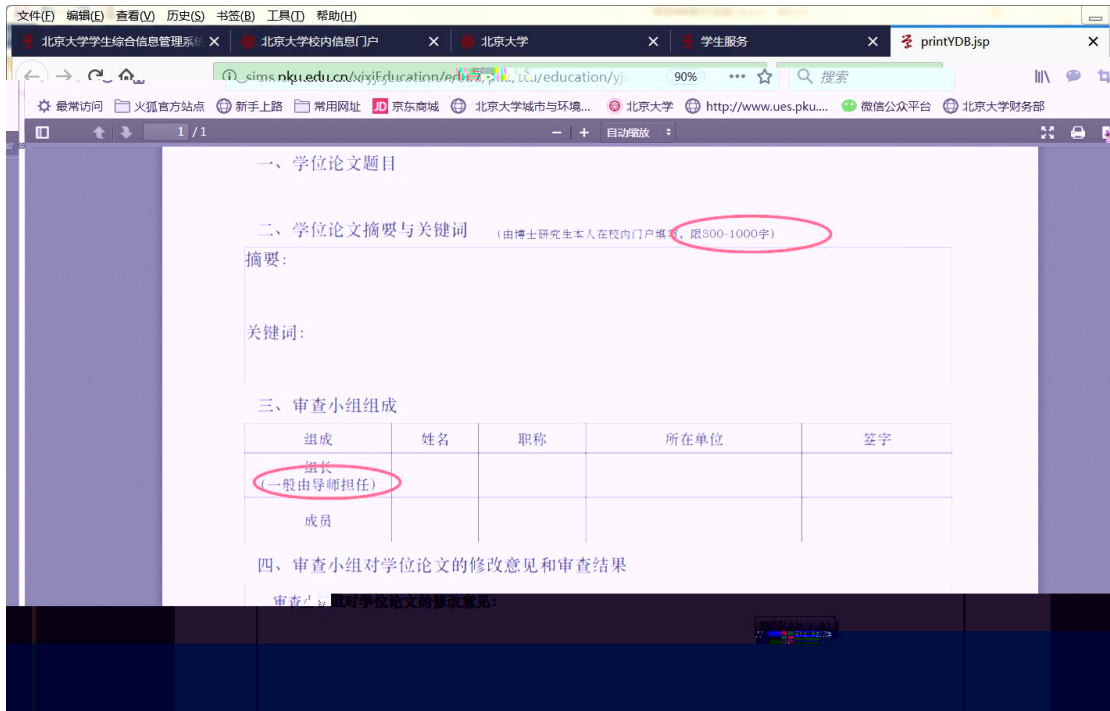 文件(F) 编辑(E) 查看(V) 历史(S) 书签(B) 工具(T) 帮助(H)
北京大学学生综合信息管理系统 北京大学校内信息门户 北京大学 学生服务 printYDB.jsp
90% 搜索
最常访问 火狐官方站点 新手上路 常用网址 JD 京东商城 北京大学城市与环境... 北京大学 http://www.ues.pku.... 微信公众平台 北京大学财务部
1 / 1 自动缩放
一、学位论文题目
二、学位论文摘要与关键词 (由博士研究生本人在校内门户填写，限800-1000字)
摘要:
关键词:
三、审查小组组成
组成 姓名 职称 所在单位 签字
组长
(一般由导师担任)
成员
四、审查小组对学位论文的修改意见和审查结果
审查小组对学位论文的修改意见: